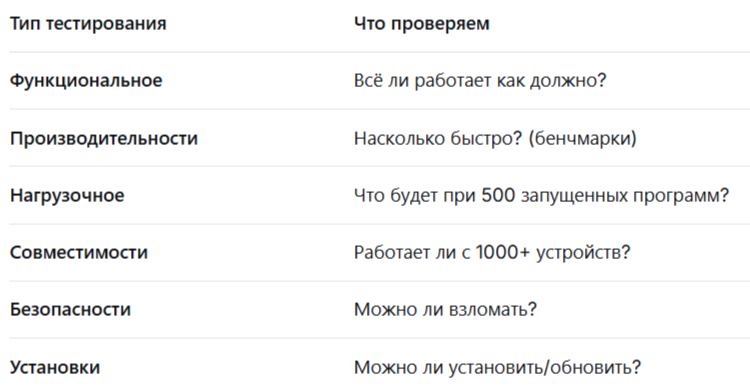 Тип тестирования Что проверяем
Функциональное Всё ли работает как должно?
Производительности Насколько быстро? (бенчмарки)
Нагрузочное Что будет при 500 запущенных программ?
Совместимости Работает ли с 1000+ устройств?
Безопасности Можно ли взломать?
Установки Можно ли установить/обновить?